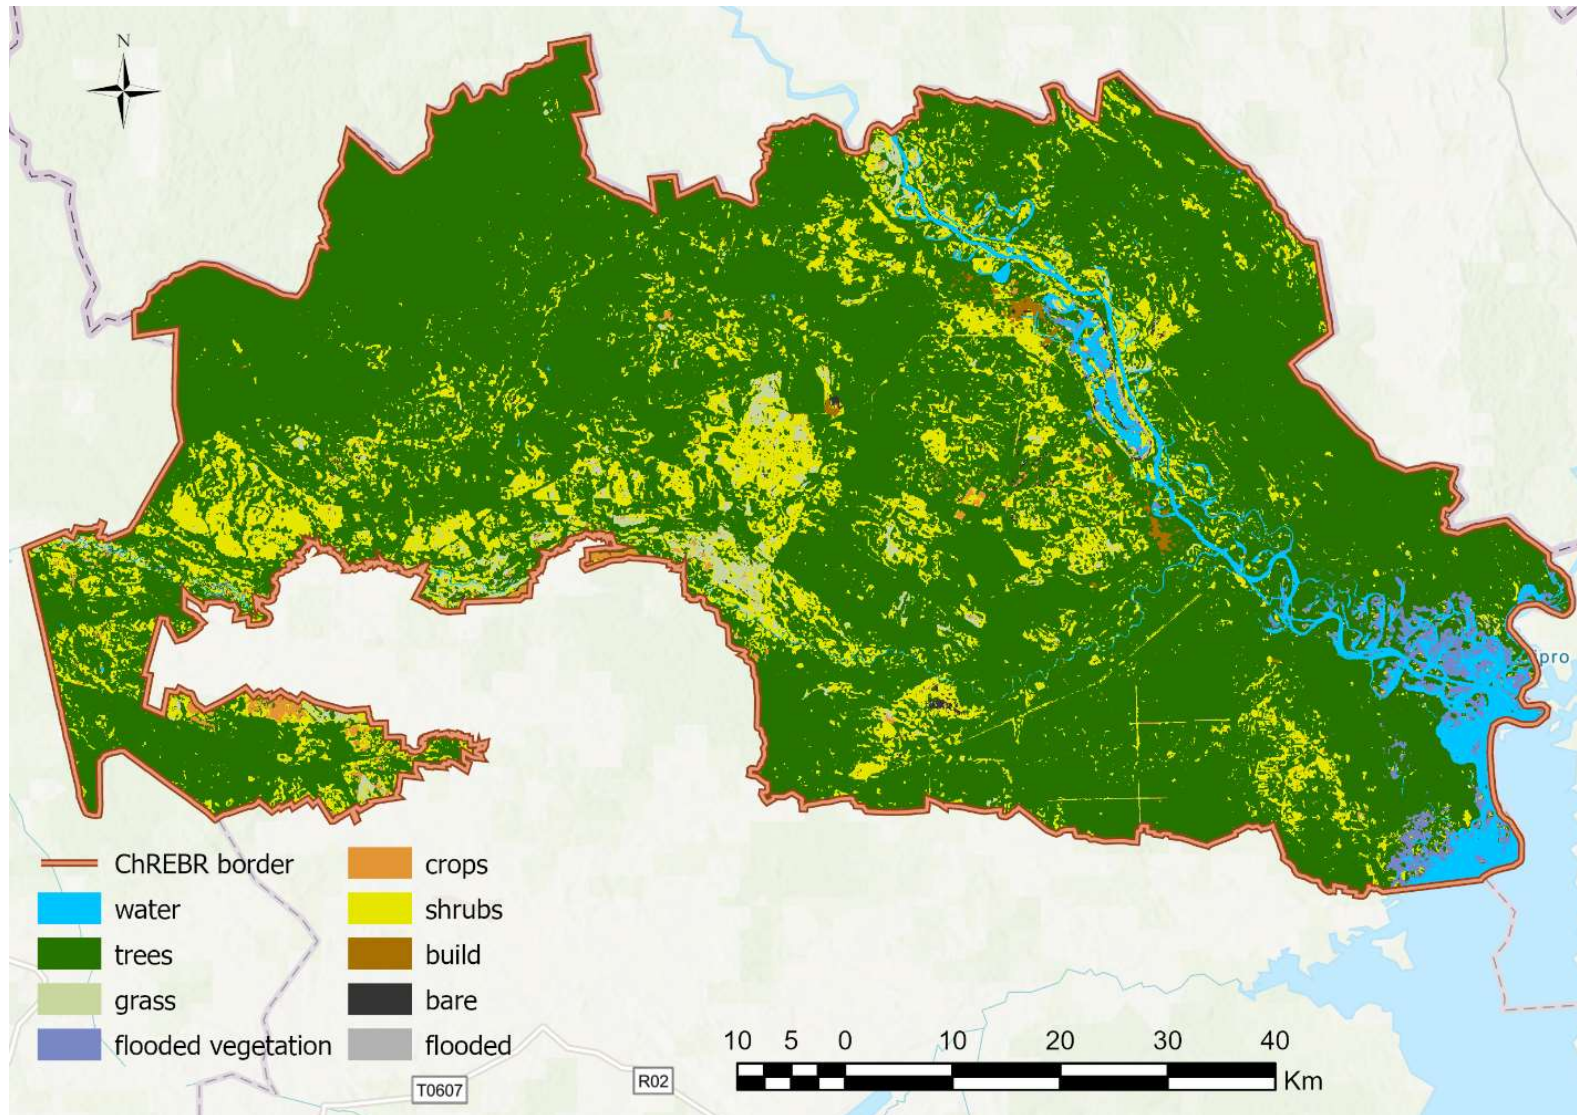 N
pro
ChREBR border
water
trees
grass
flooded vegetation
crops
shrubs
build
bare
flooded
10 5 0 10 20 30 40
Km
T0607
R02